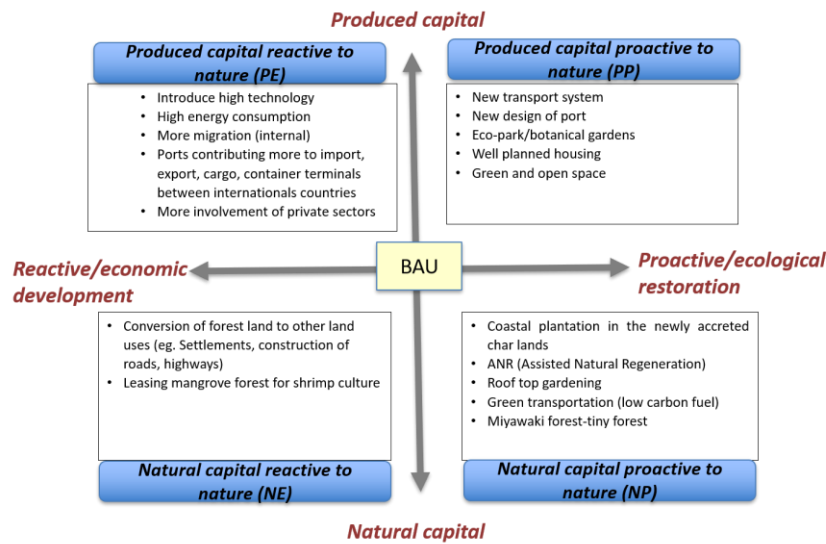 Produced capital
Produced capital reactive to
nature (PE)
• Introduce high technology
• High energy consumption
• More migration (internal)
• Ports contributing more to import,
export, cargo, container terminals
between internationals countries
• More involvement of private sectors
Produced capital proactive to
nature (PP)
• New transport system
• New design of port
• Eco-park/botanical gardens
• Well planned housing
• Green and open space
Reactive/economic
development
BAU
Proactive/ecological
restoration
• Conversion of forest land to other land
uses (eg. Settlements, construction of
roads, highways)
• Leasing mangrove forest for shrimp culture
Natural capital reactive to
nature (NE)
• Coastal plantation in the newly accreted
char lands
• ANR (Assisted Natural Regeneration)
• Roof top gardening
• Green transportation (low carbon fuel)
• Miyawaki forest-tiny forest
Natural capital proactive to
nature (NP)
Natural capital